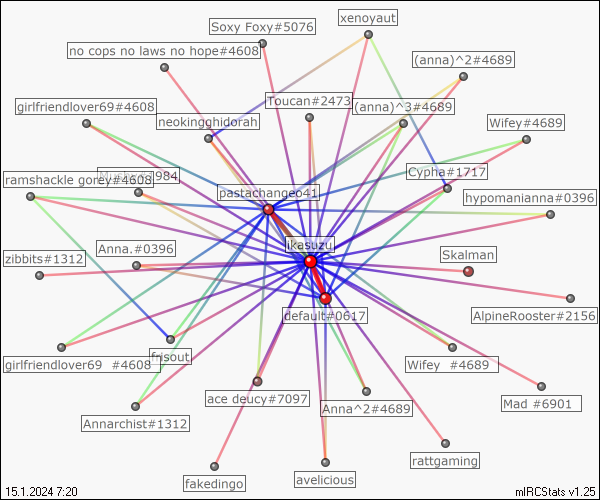 xenoyaut
Soxy Foxy#5076
no cops no laws no hope#4608
(anna)^2#4689
Toucan#2473
(anna)^3#4689
girlfriendlover69#4608
neokingghidorah
Wifey#4689
Cypha#1717
ramshackle gorey#4608
pastachangeo41
hypomanianna#0396
ikasuzu
Anna.#0396
zibbits#1312
Skalman
default#0617
AlpineRooster#2156
frisout
girlfriendlover69 #4608
Wifey #4689
ace deucy#7097
Anna^2#4689
Mad #6901
Annarchist#1312
rattgaming
fakedingo
avelicious
15.1.2024 7:20
mIRCStats v1.25